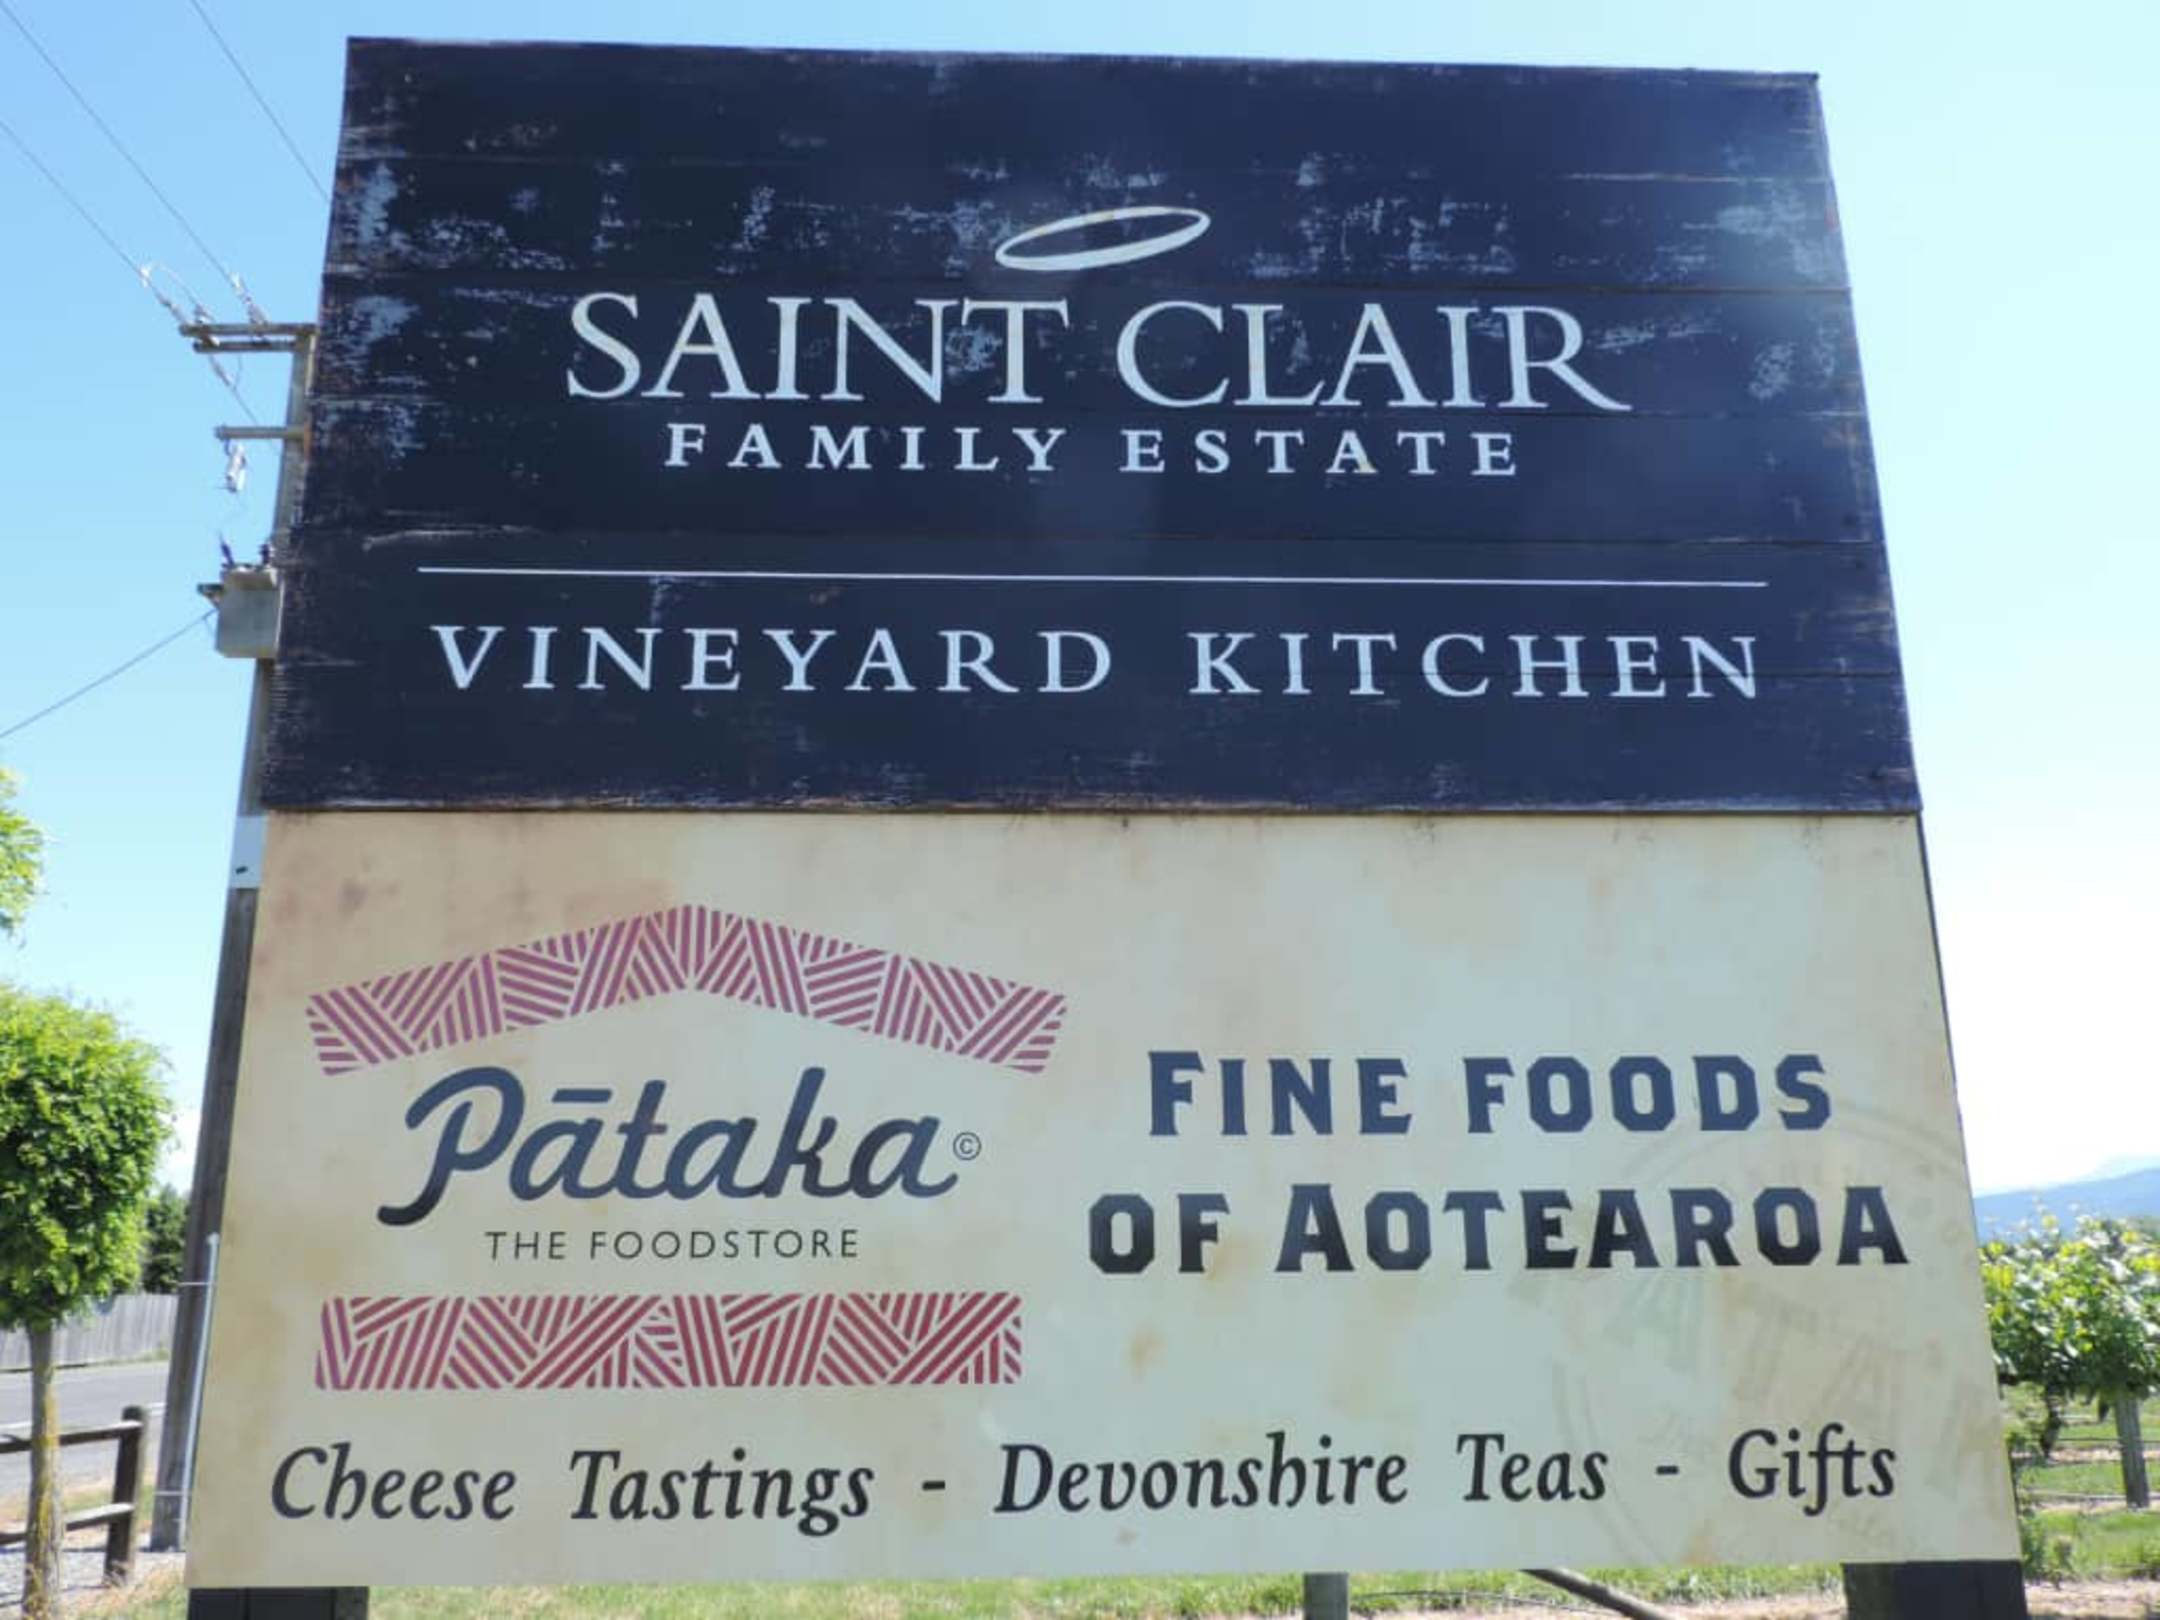 SAINT CLAIR
FAMILY ESTATE
VINEYARD KITCHEN
Pātaka©
THE FOODSTORE
FINE FOODS
OF AOTEAROA
Cheese Tastings - Devonshire Teas - Gifts